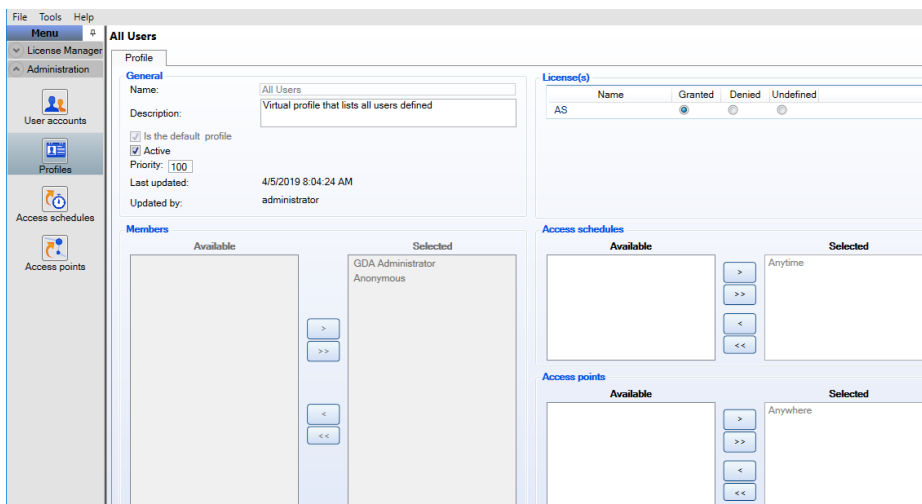 File Tools Help
Menu
License Manager
Administration
User accounts
Profiles
Access schedules
Access points
All Users
Profile
General
Name: All Users
Description: Virtual profile that lists all users defined
Is the default profile
Active
Priority: 100
Last updated: 4/5/2019 8:04:24 AM
Updated by: administrator
License(s)
Name Granted Denied Undefined
AS
Members
Available Selected
GDA Administrator
Anonymous
>
>>
<
<<
Access schedules
Available Selected
Anytime
>
>>
<
<<
Access points
Available Selected
Anywhere
>
>>
<
<<